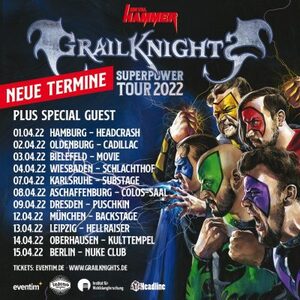 METAL HAMMER
GRAILKNIGHTS
NEUE TERMINE
SUPERPOWER
TOUR 2022
PLUS SPECIAL GUEST
01.04.22 HAMBURG – HEADCRASH
02.04.22 OLDENBURG – CADILLAC
03.04.22 BIELEFELD – MOVIE
04.04.22 WIESBADEN – SCHLACHTHOF
07.04.22 KARLSRUHE – SUBSTAGE
08.04.22 ASCHAFFENBURG – COLOS-SAAL
09.04.22 DRESDEN – PUSCHKIN
12.04.22 MÜNCHEN – BACKSTAGE
13.04.22 LEIPZIG – HELLRAISER
14.04.22 OBERHAUSEN – KULTTEMPEL
15.04.22 BERLIN – NUKE CLUB
TICKETS: EVENTIM.DE – WWW.GRAILKNIGHTS.DE
eventim
Institut für
Wohlklangforschung
Headline